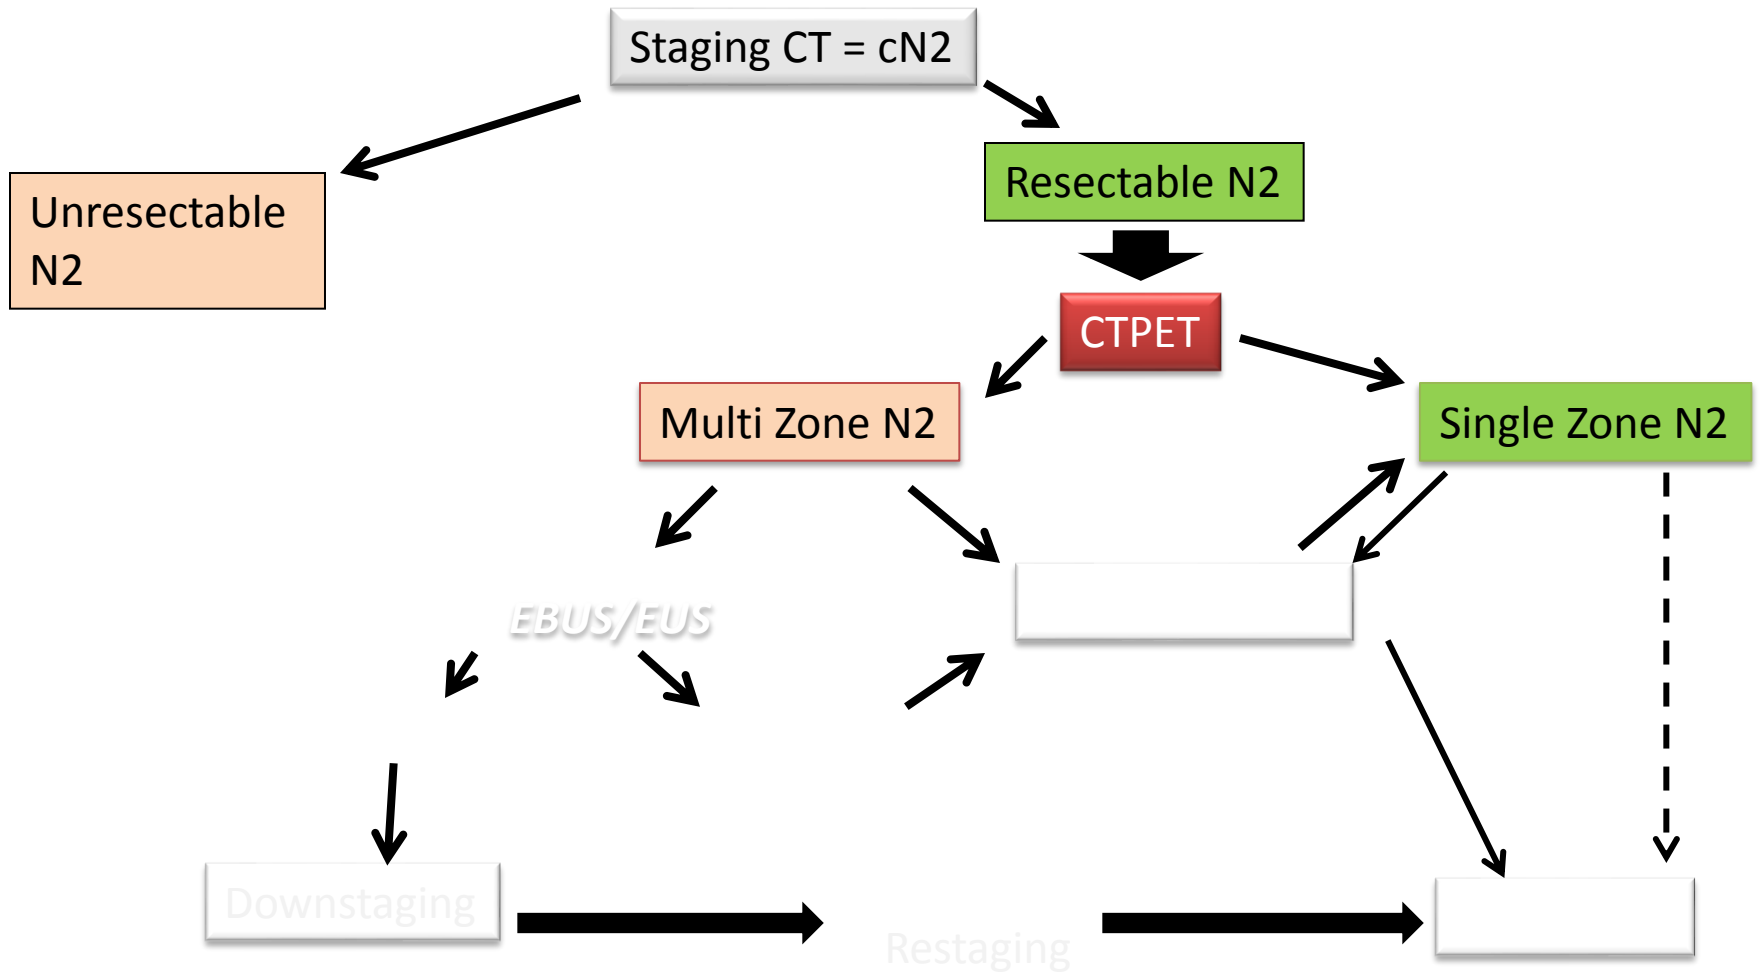 Staging CT = cN2
Resectable N2
Unresectable
N2
CTPET
Multi Zone N2
Single Zone N2
EBUS/EUS
Downstaging
Restaging